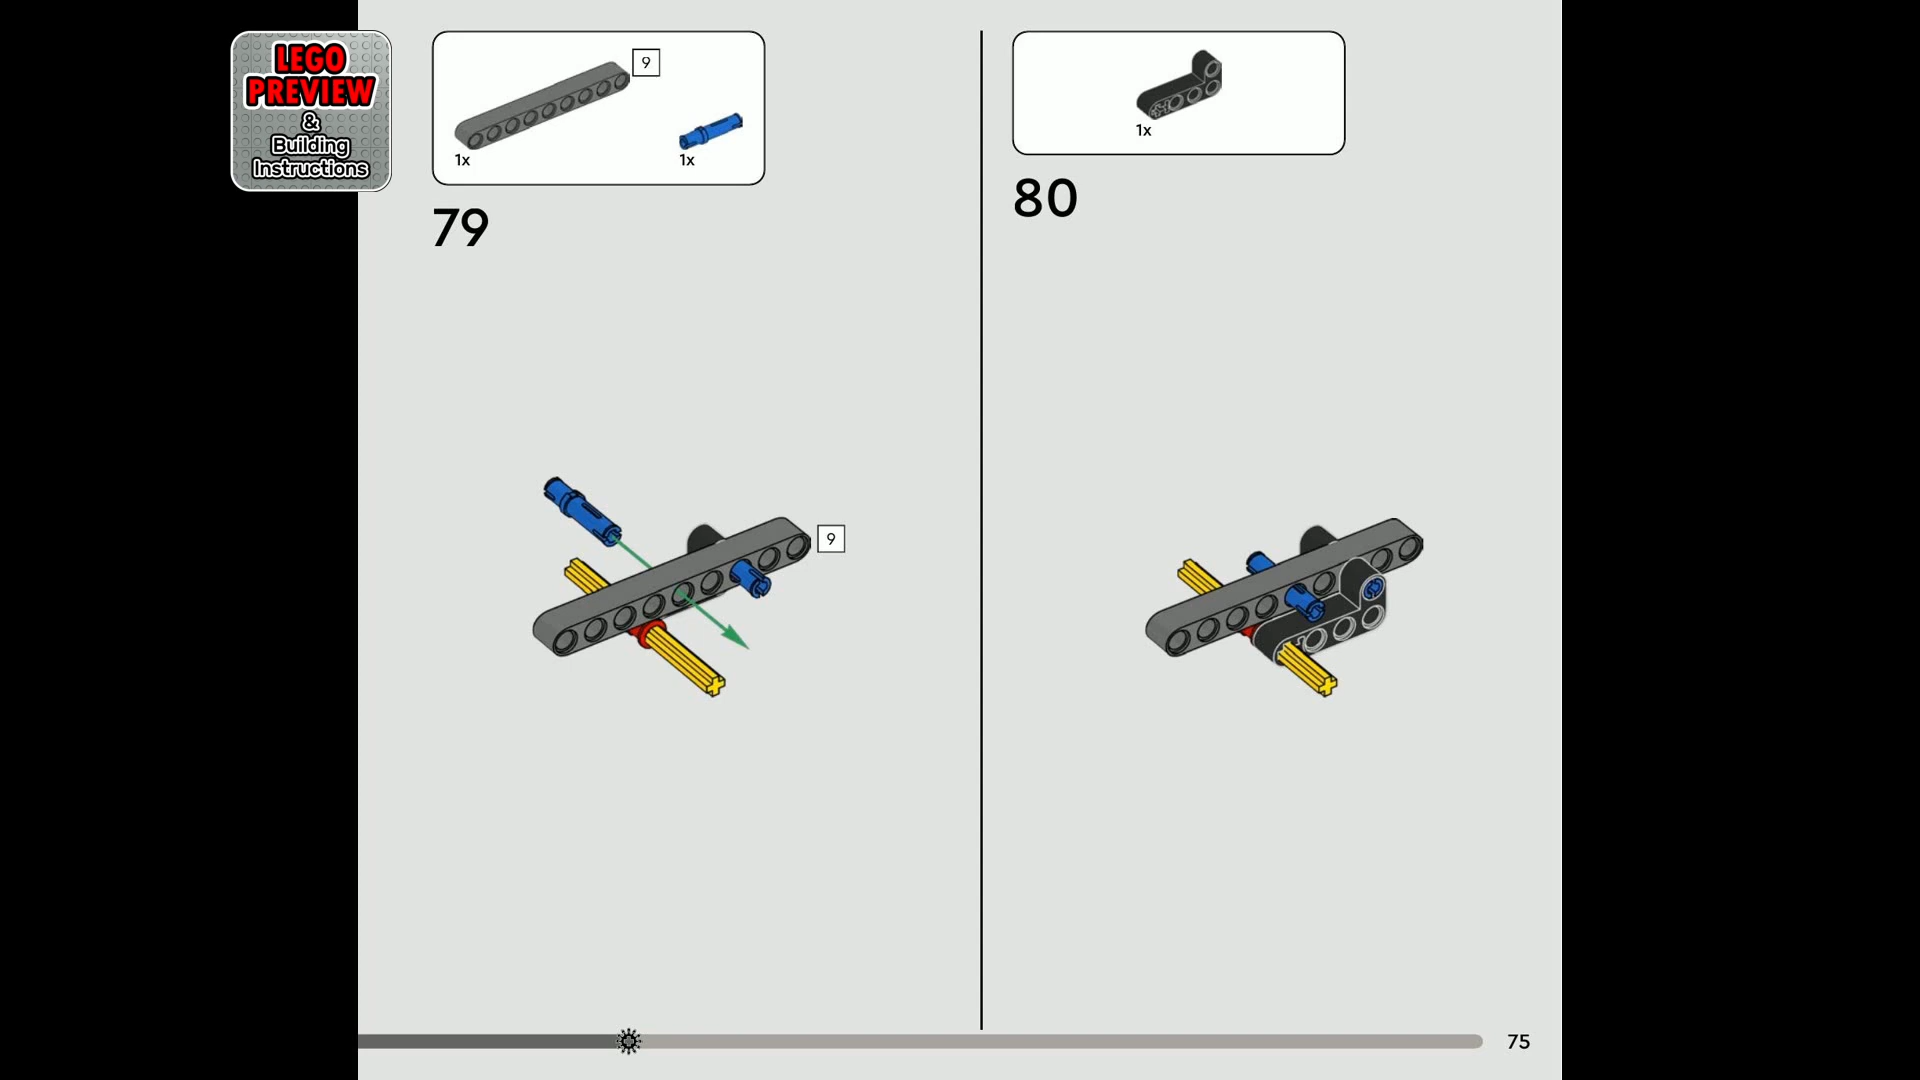 LEGO
PREVIEW
&
Building
Instructions
9
1x
1x
79
9
1x
80
75